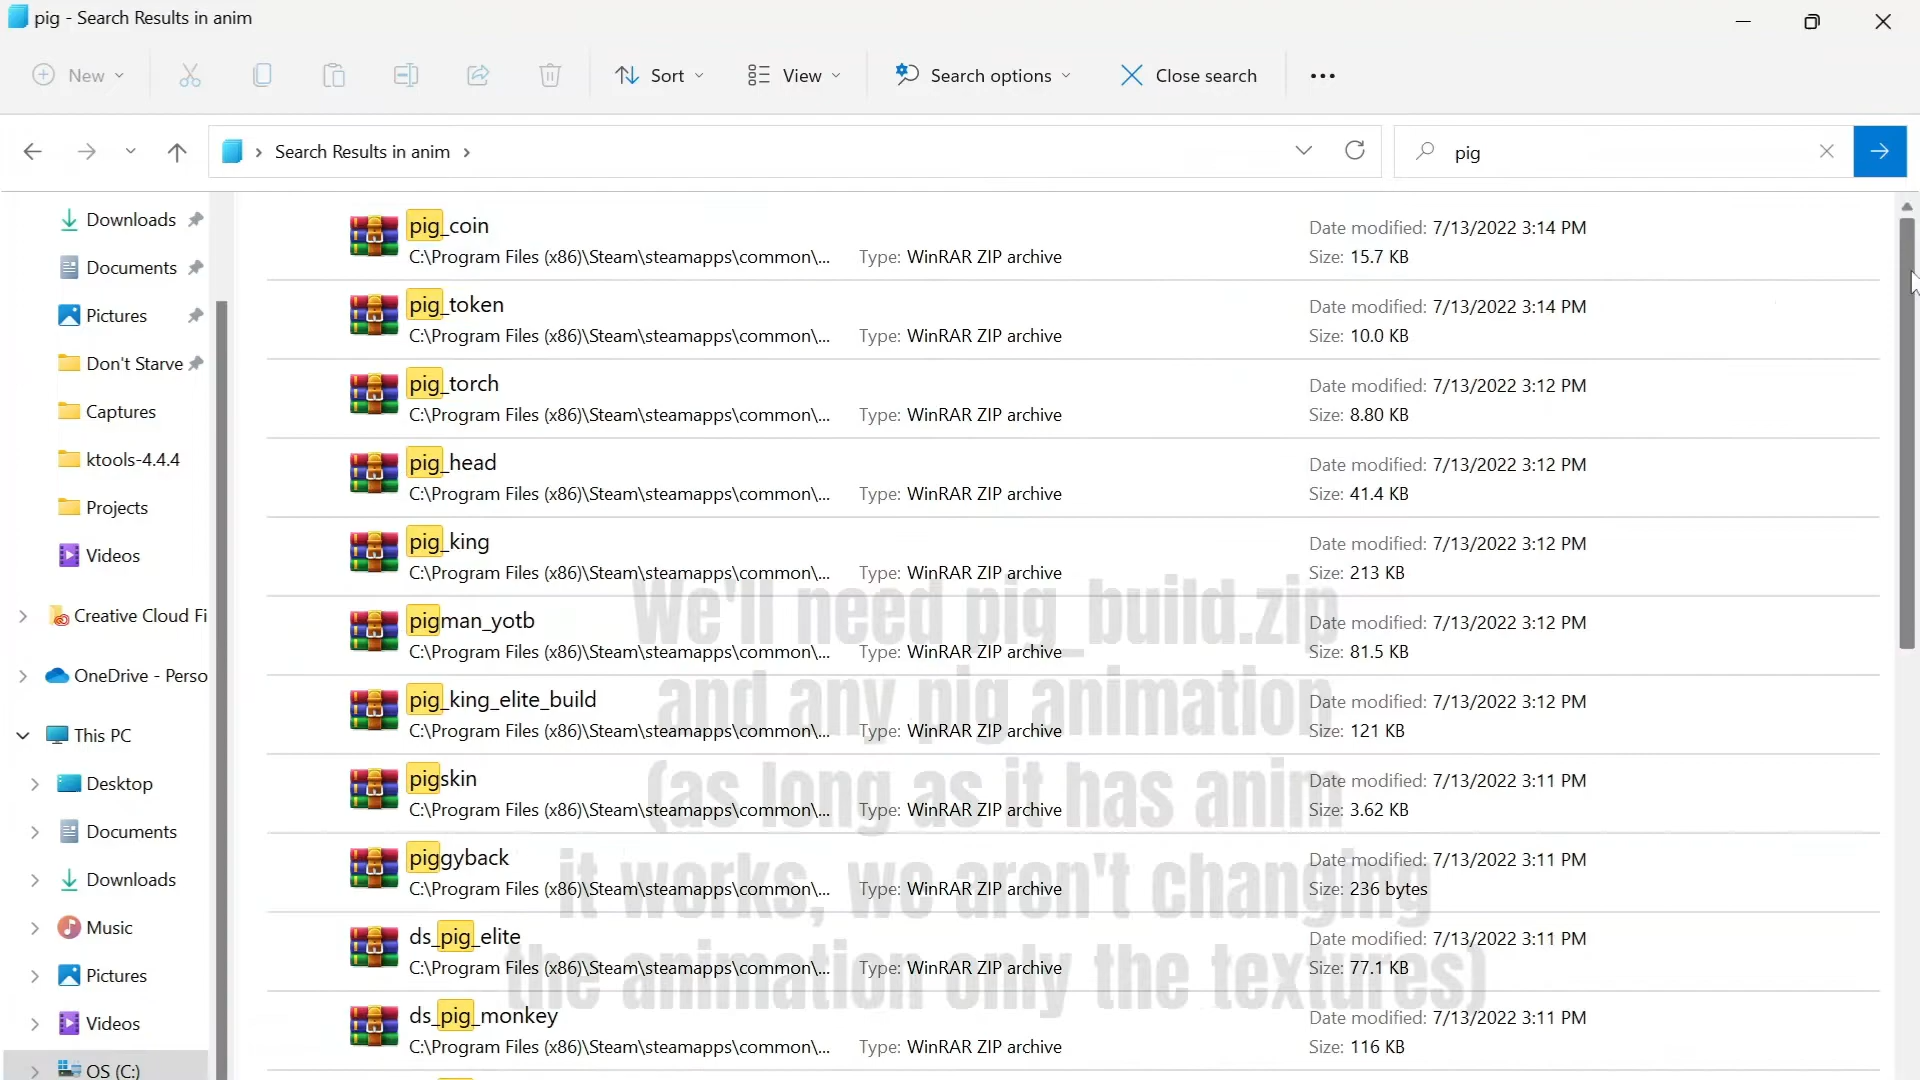 pig - Search Results in anim
New
Sort
View
Search options
Close search
Search Results in anim
pig
Downloads
Documents
Pictures
Don't Starve
Captures
ktools-4.4.4
Projects
Videos
Creative Cloud Fi
OneDrive - Perso
This PC
Desktop
Documents
Downloads
Music
Pictures
Videos
OS (C:)
pig_coin
Date modified: 7/13/2022 3:14 PM
C:\Program Files (x86)\Steam\steamapps\common\... Type: WinRAR ZIP archive
Size: 15.7 KB
pig_token
Date modified: 7/13/2022 3:14 PM
C:\Program Files (x86)\Steam\steamapps\common\... Type: WinRAR ZIP archive
Size: 10.0 KB
pig_torch
Date modified: 7/13/2022 3:12 PM
C:\Program Files (x86)\Steam\steamapps\common\... Type: WinRAR ZIP archive
Size: 8.80 KB
pig_head
Date modified: 7/13/2022 3:12 PM
C:\Program Files (x86)\Steam\steamapps\common\... Type: WinRAR ZIP archive
Size: 41.4 KB
pig_king
Date modified: 7/13/2022 3:12 PM
C:\Program Files (x86)\Steam\steamapps\common\... Type: WinRAR ZIP archive
Size: 213 KB
pigman_yotb
Date modified: 7/13/2022 3:12 PM
C:\Program Files (x86)\Steam\steamapps\common\... Type: WinRAR ZIP archive
Size: 81.5 KB
pig_king_elite_build
Date modified: 7/13/2022 3:12 PM
C:\Program Files (x86)\Steam\steamapps\common\... Type: WinRAR ZIP archive
Size: 121 KB
pigskin
Date modified: 7/13/2022 3:11 PM
C:\Program Files (x86)\Steam\steamapps\common\... Type: WinRAR ZIP archive
Size: 3.62 KB
piggyback
Date modified: 7/13/2022 3:11 PM
C:\Program Files (x86)\Steam\steamapps\common\... Type: WinRAR ZIP archive
Size: 236 bytes
ds_pig_elite
Date modified: 7/13/2022 3:11 PM
C:\Program Files (x86)\Steam\steamapps\common\... Type: WinRAR ZIP archive
Size: 77.1 KB
ds_pig_monkey
Date modified: 7/13/2022 3:11 PM
C:\Program Files (x86)\Steam\steamapps\common\... Type: WinRAR ZIP archive
Size: 116 KB
We'll need pig_build.zip
and any pig animation
(as long as it has anim
it works, we aren't changing
the animation only the textures)